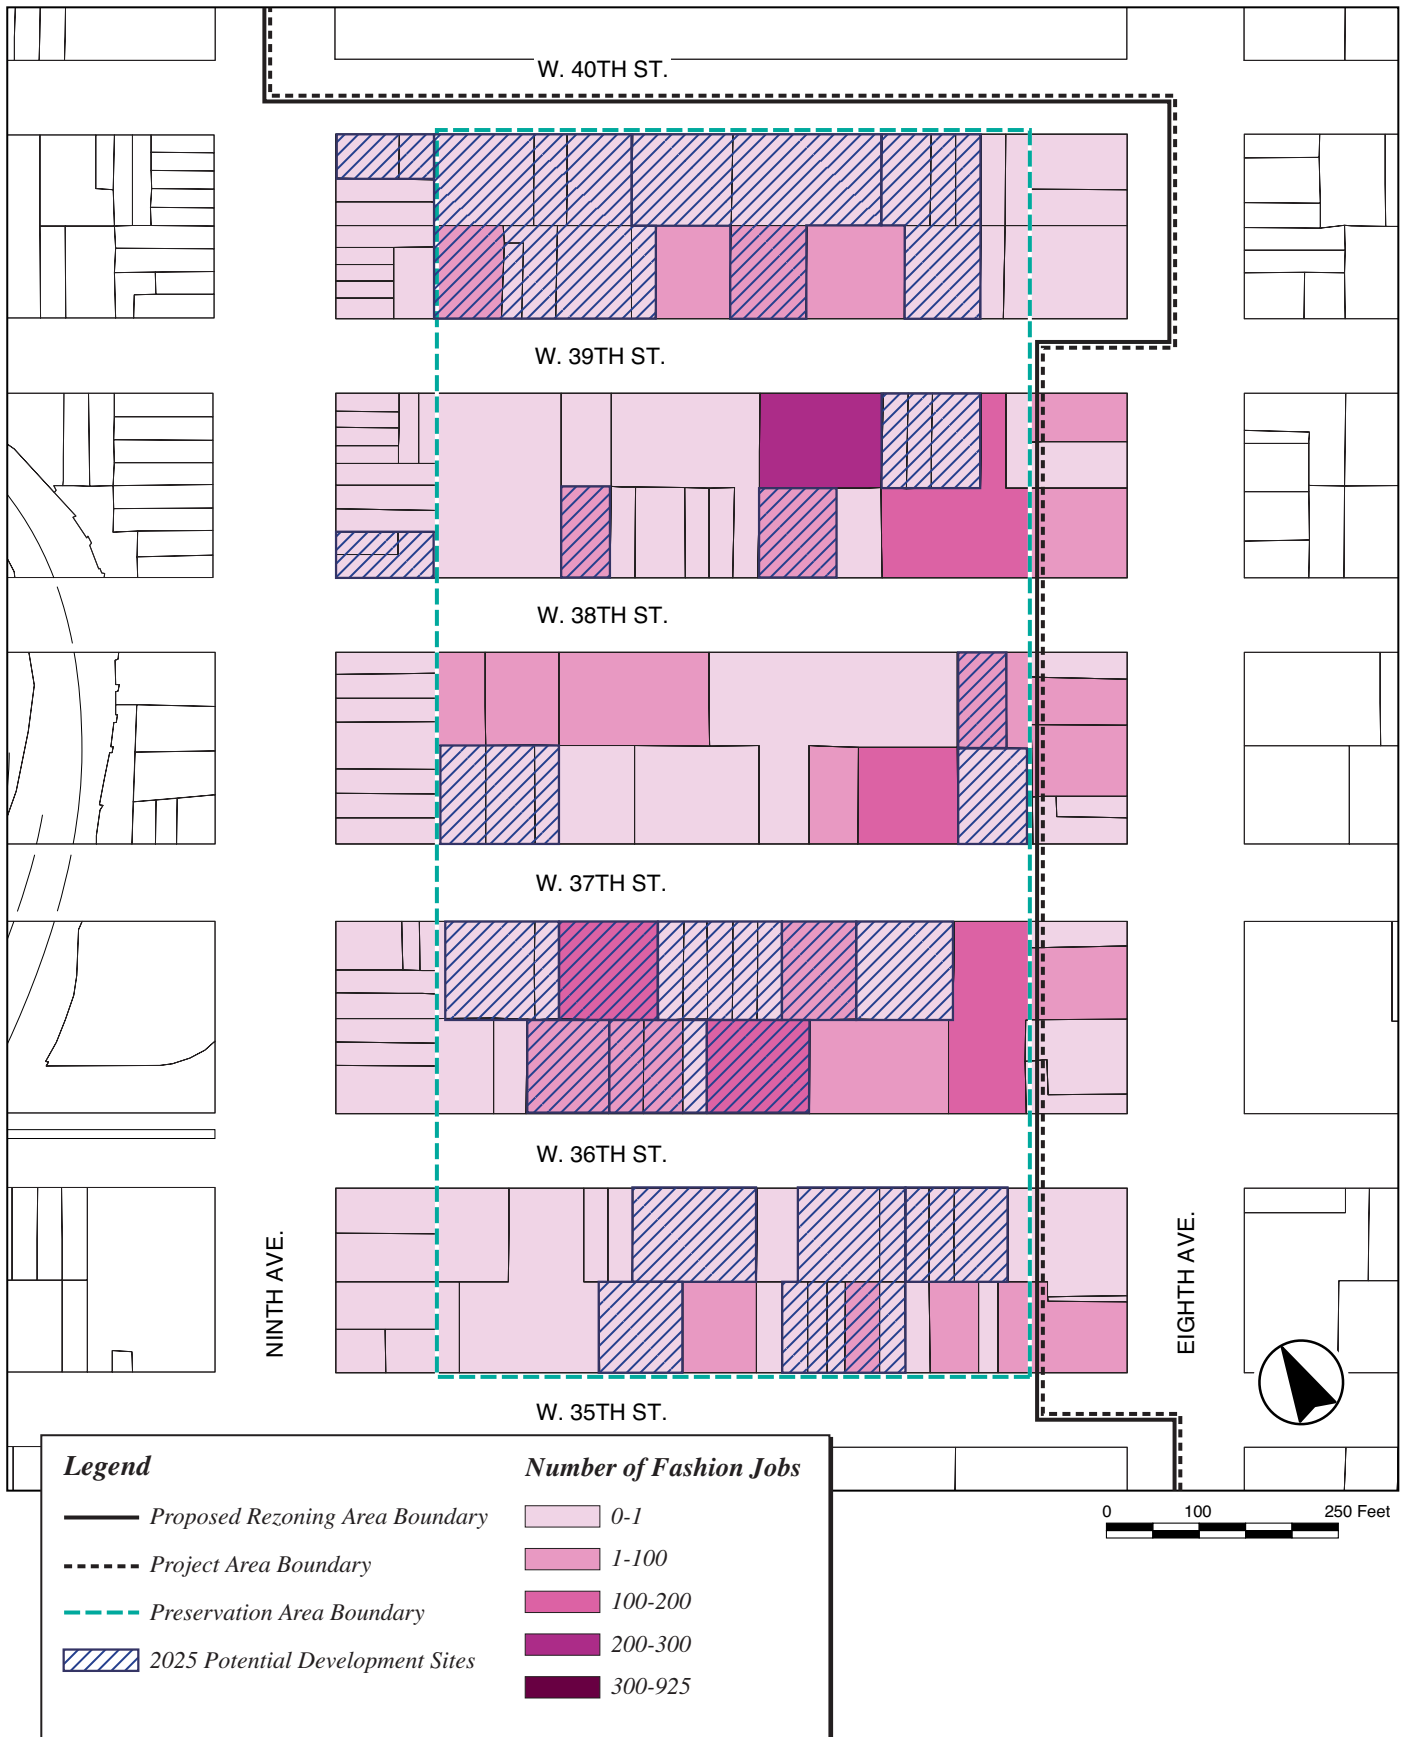 W. 40TH ST.
W. 39TH ST.
W. 38TH ST.
W. 37TH ST.
W. 36TH ST.
NINTH AVE.
EIGHTH AVE.
W. 35TH ST.
Legend
Proposed Rezoning Area Boundary
Project Area Boundary
Preservation Area Boundary
2025 Potential Development Sites
Number of Fashion Jobs
0-1
1-100
100-200
200-300
300-925
0 100 250 Feet